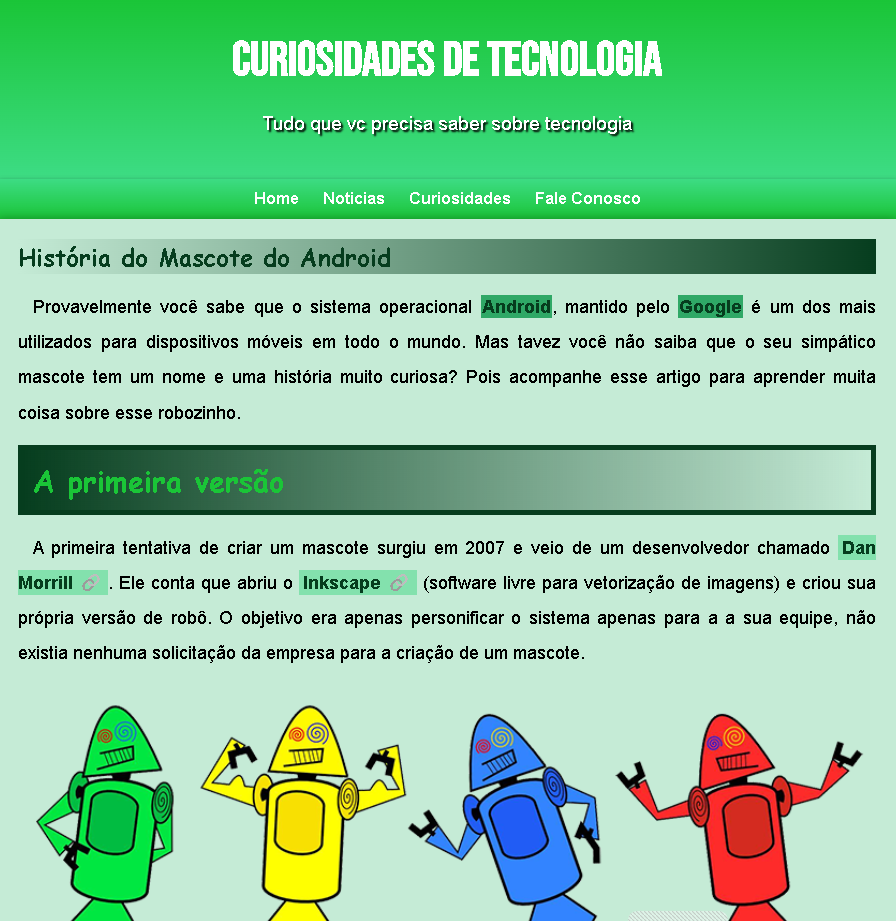 CURIOSIDADES DE TECNOLOGIA
Tudo que vc precisa saber sobre tecnologia
Home Noticias Curiosidades Fale Conosco
História do Mascote do Android
Provavelmente você sabe que o sistema operacional Android, mantido pelo Google é um dos mais
utilizados para dispositivos móveis em todo o mundo. Mas tavez você não saiba que o seu simpático
mascote tem um nome e uma história muito curiosa? Pois acompanhe esse artigo para aprender muita
coisa sobre esse robozinho.
A primeira versão
A primeira tentativa de criar um mascote surgiu em 2007 e veio de um desenvolvedor chamado Dan
Morrill. Ele conta que abriu o Inkscape (software livre para vetorização de imagens) e criou sua
própria versão de robô. O objetivo era apenas personificar o sistema apenas para a a sua equipe, não
existia nenhuma solicitação da empresa para a criação de um mascote.